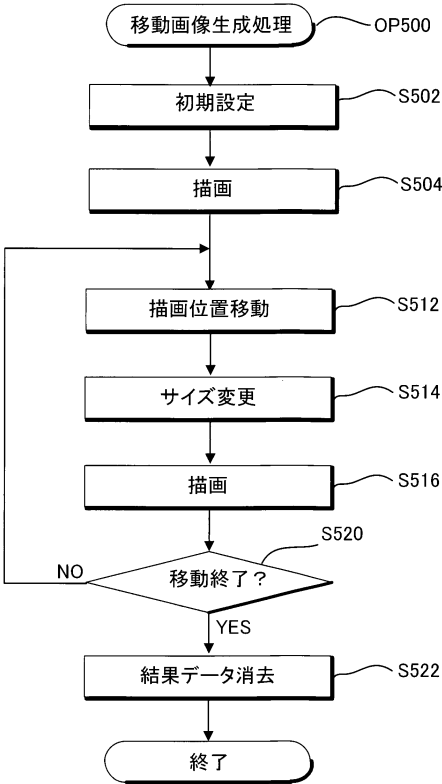 移動画像生成処理
OP500
初期設定
S502
描画
S504
描画位置移動
S512
サイズ変更
S514
描画
S516
移動終了？
S520
NO
YES
結果データ消去
S522
終了